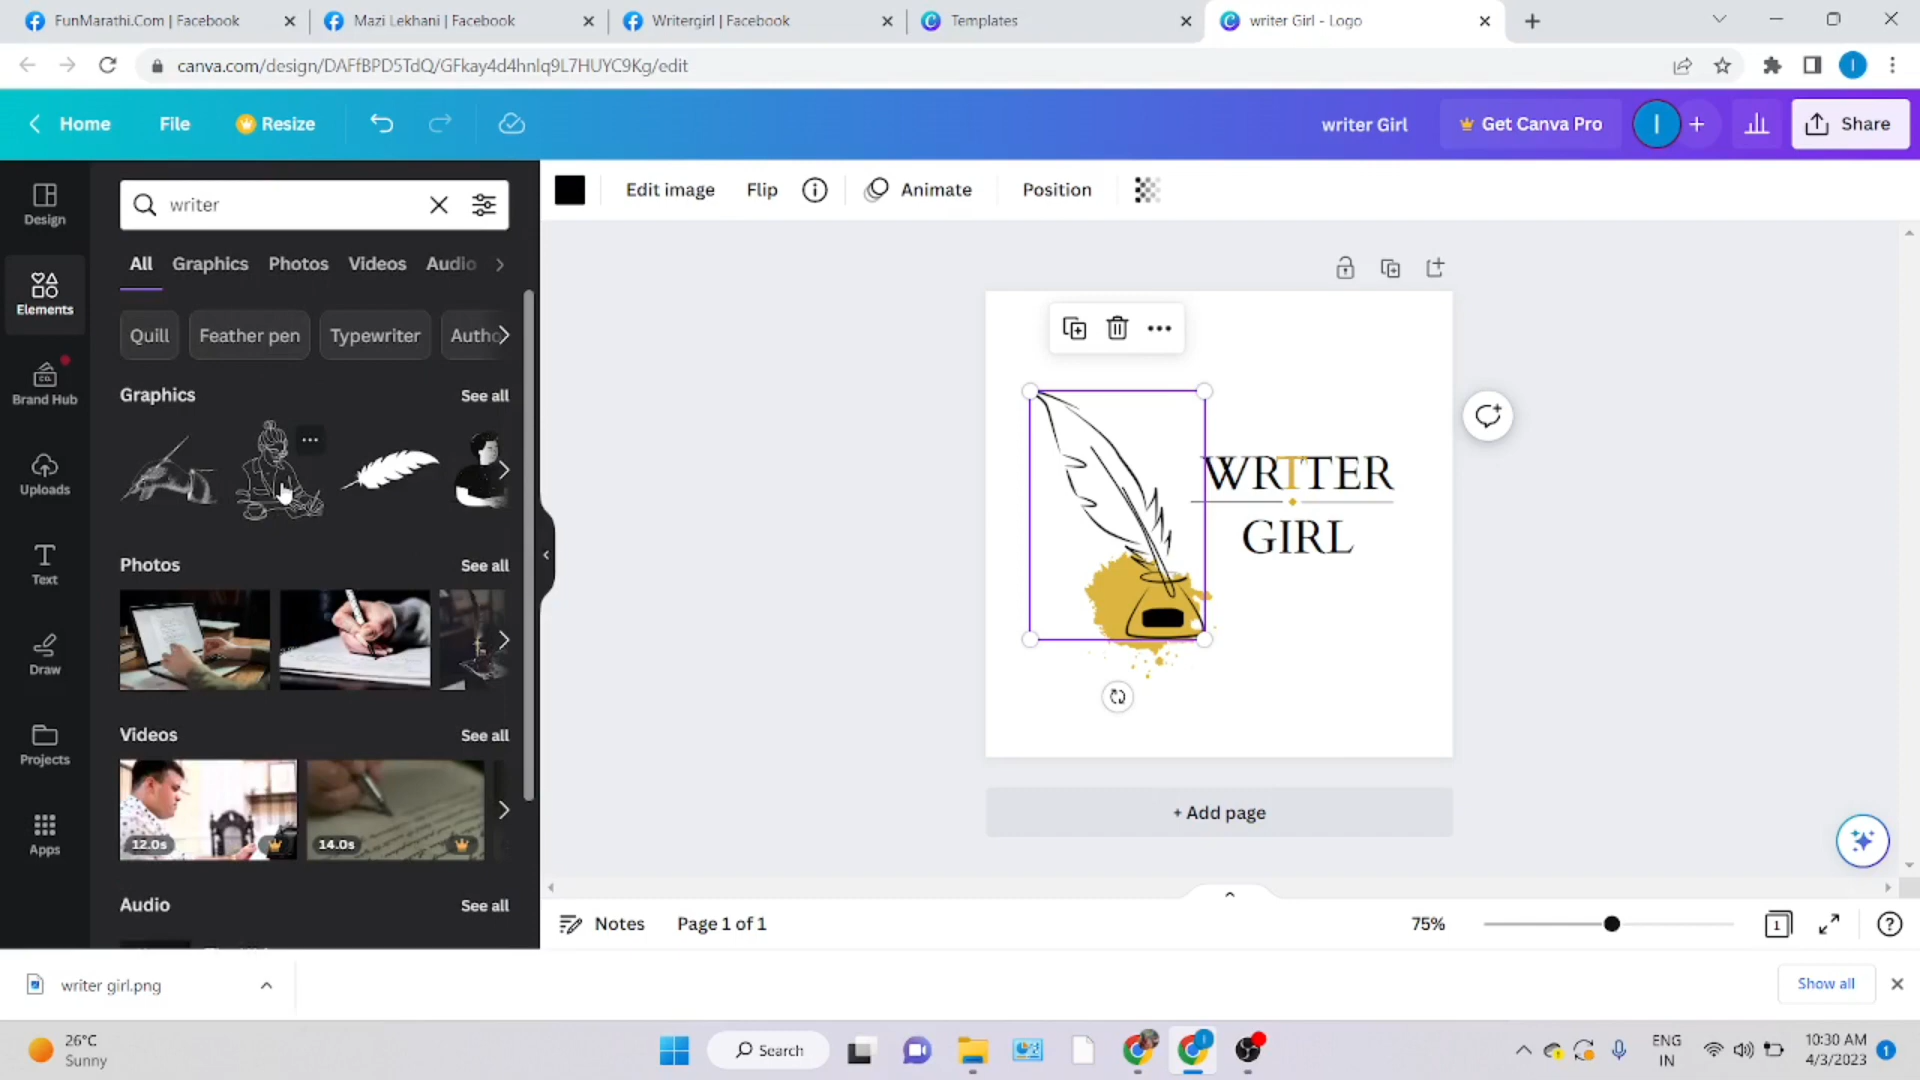 FunMarathi.Com | Facebook
Mazi Lekhani | Facebook
Writergirl | Facebook
Templates
writer Girl - Logo
canva.com/design/DAFfBPD5TdQ/GFkay4d4hnlq9L7HUYC9Kg/edit
Home
File
Resize
writer Girl
Get Canva Pro
I
Share
Design
Elements
Brand Hub
Uploads
Text
Draw
Projects
Apps
writer
All Graphics Photos Videos Audio
Quill Feather pen Typewriter Autho
Graphics See all
Photos See all
Videos See all
12.0s
14.0s
Audio See all
Edit image
Flip
Animate
Position
WRITER
GIRL
+ Add page
Notes
Page 1 of 1
75%
1
writer girl.png
Show all
26°C
Sunny
Search
ENG
IN
10:30 AM
4/3/2023
1